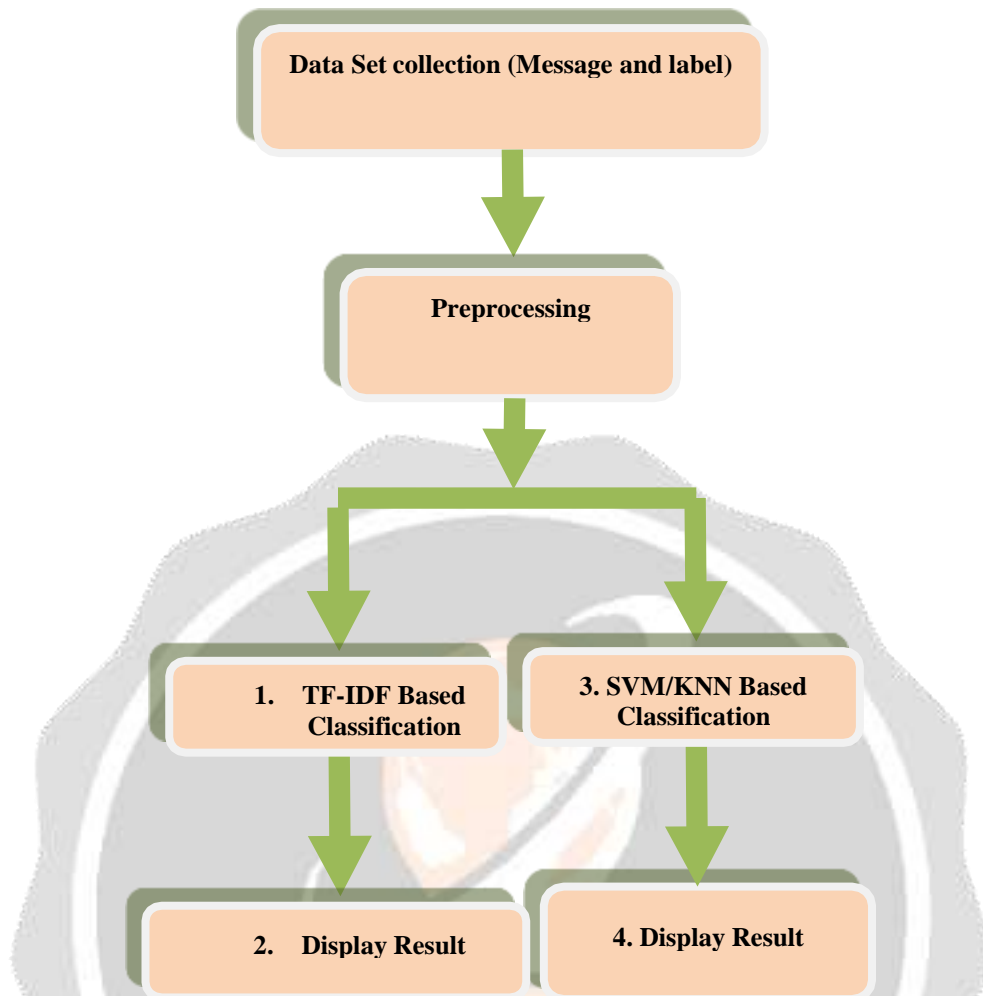 Data Set collection (Message and label)
Preprocessing
1. TF-IDF Based
Classification
3. SVM/KNN Based
Classification
2. Display Result
4. Display Result